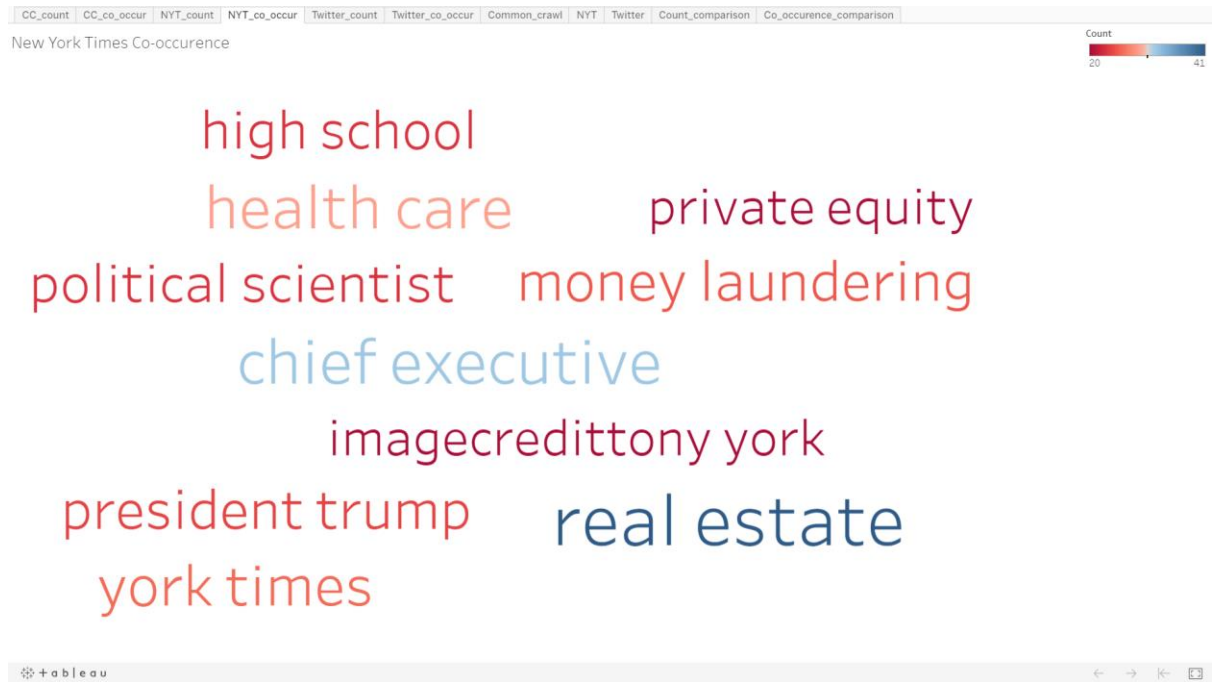 CC_count CC_co_occur NYT_count NYT_co_occur Twitter_count Twitter_co_occur Common_crawl NYT Twitter Count_comparison Co_occurence_comparison
New York Times Co-occurence
Count
20 41
high school
health care
private equity
political scientist
money laundering
chief executive
imagecredittony york
president trump
real estate
york times
+ableau